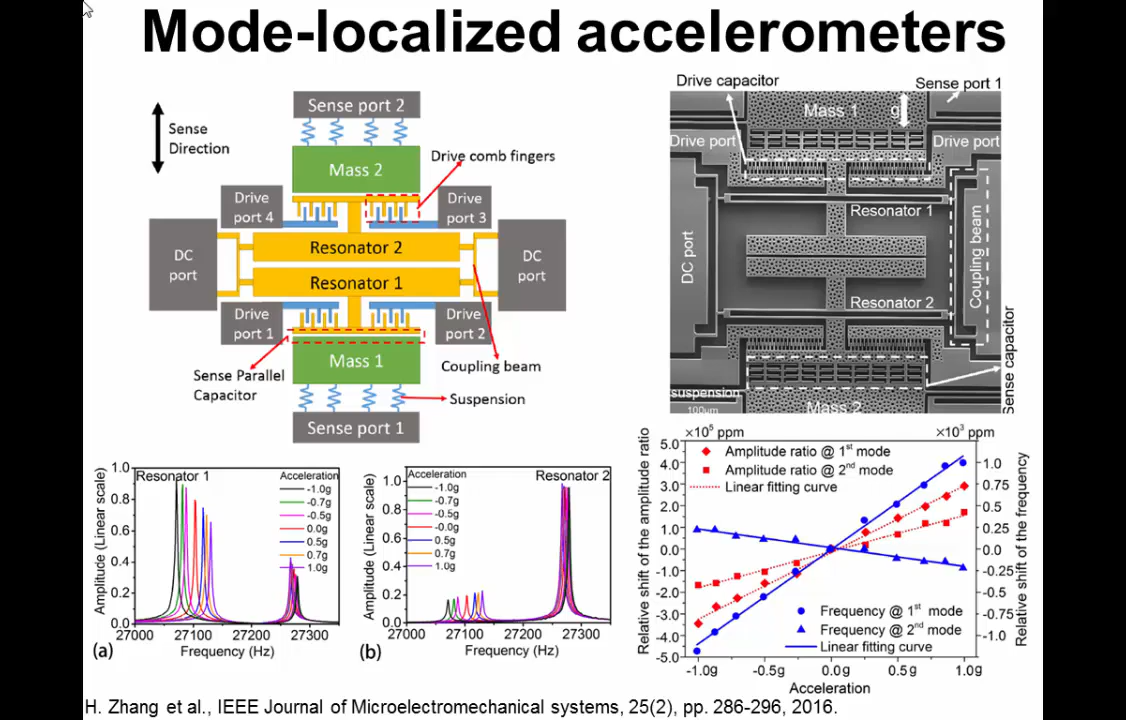 Mode-localized accelerometers
Sense
Direction
Sense port 2
Mass 2
Drive comb fingers
Drive
port 4
Drive
port 3
DC
port
Resonator 2
DC
port
Resonator 1
Drive
port 1
Drive
port 2
Mass 1
Sense Parallel
Capacitor
Coupling beam
Suspension
Sense port 1
Drive capacitor
Sense port 1
Mass 1
g
Drive port
Drive port
Resonator 1
DC port
Coupling beam
Resonator 2
Sense capacitor
suspension
100μm
Mass 2
Resonator 1
Acceleration
-1.0g
-0.7g
-0.5g
0.0g
0.5g
0.7g
1.0g
Amplitude (Linear scale)
1.0
0.8
0.6
0.4
0.2
0.0
27000
27100
27200
27300
Frequency (Hz)
(a)
Acceleration
Resonator 2
-1.0g
-0.7g
-0.5g
-0.0g
0.5g
0.7g
1.0g
Amplitude (Linear scale)
1.0
0.8
0.6
0.4
0.2
0.0
27000
27100
27200
27300
Frequency (Hz)
(b)
×10⁵ ppm
×10³ ppm
Amplitude ratio @ 1st mode
Amplitude ratio @ 2nd mode
Linear fitting curve
Relative shift of the amplitude ratio
5.0
4.0
3.0
2.0
1.0
0.0
-1.0
-2.0
-3.0
-4.0
-5.0
1.0
0.75
0.5
0.25
0.0
-0.25
-0.5
-0.75
-1.0
Relative shift of the frequency
Frequency @ 1st mode
Frequency @ 2nd mode
Linear fitting curve
-1.0g
-0.5g
0.0g
0.5g
1.0g
Acceleration
H. Zhang et al., IEEE Journal of Microelectromechanical systems, 25(2), pp. 286-296, 2016.